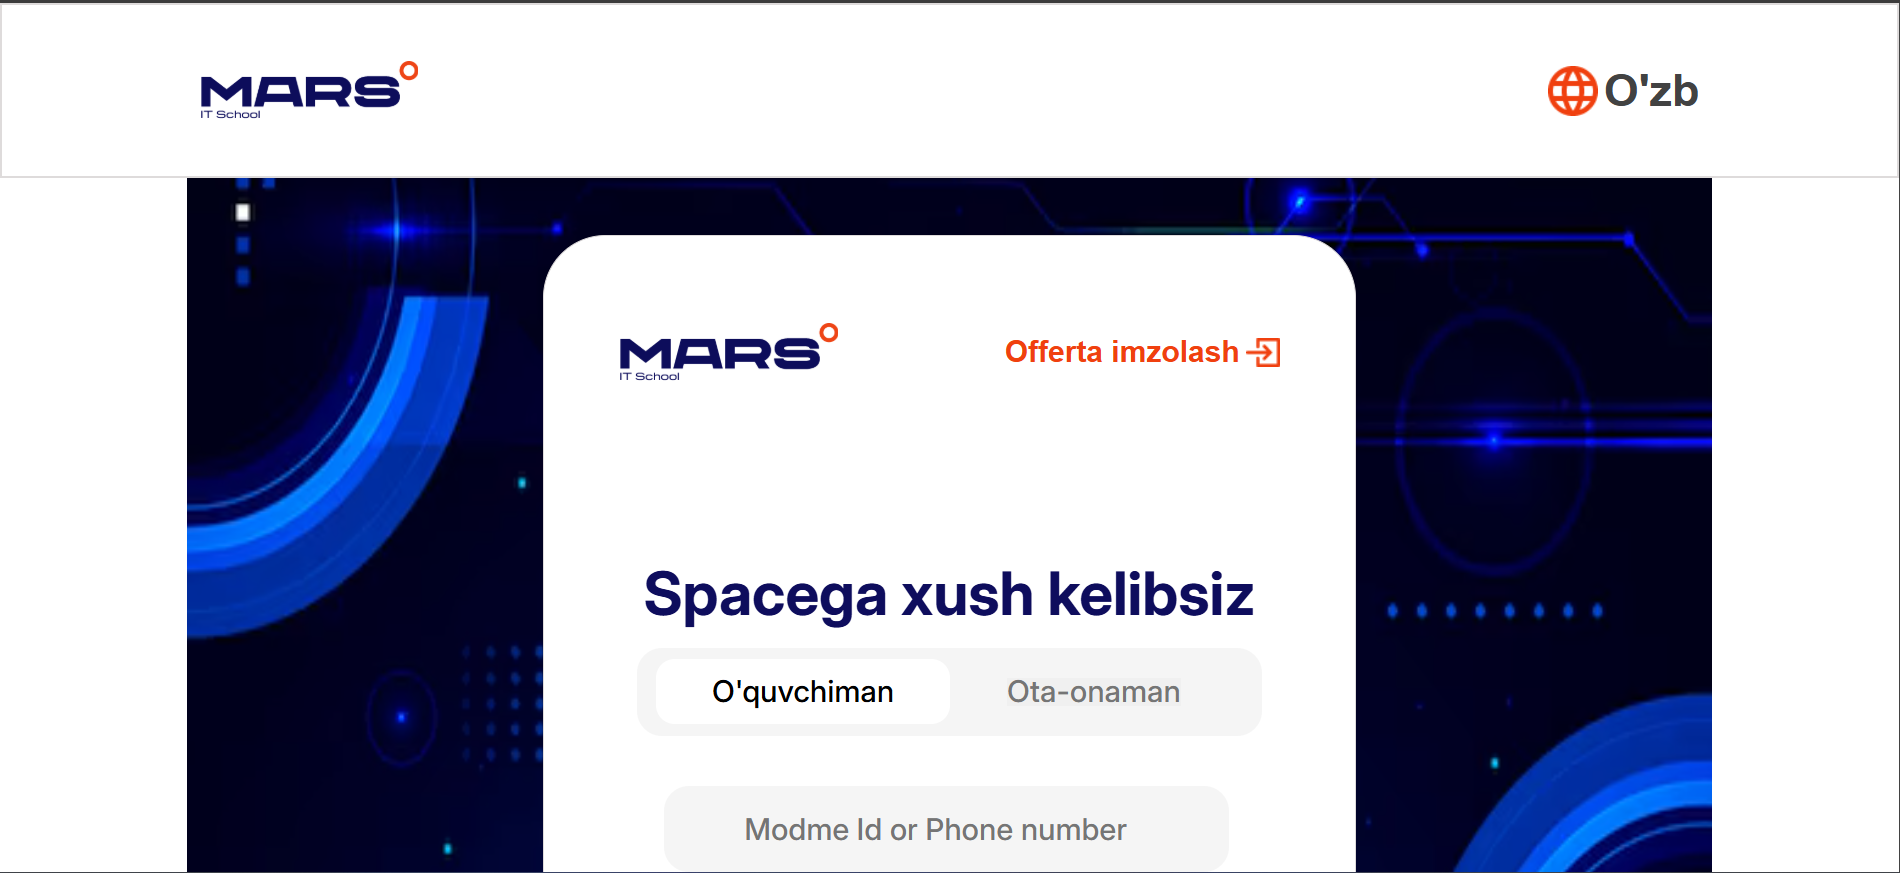 MARS
IT School
O'zb
MARS
IT School
Offerta imzolash
Spacega xush kelibsiz
O'quvchiman
Ota-onaman
Modme Id or Phone number